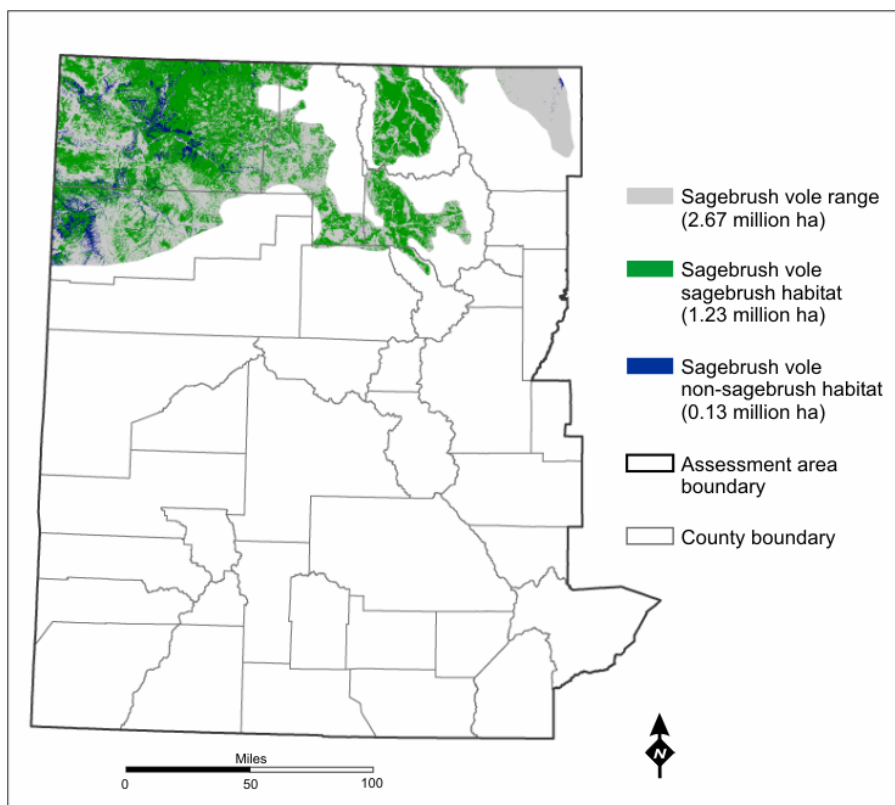 Sagebrush vole range
(2.67 million ha)
Sagebrush vole
sagebrush habitat
(1.23 million ha)
Sagebrush vole
non-sagebrush habitat
(0.13 million ha)
Assessment area
boundary
County boundary
Miles
0 50 100
N